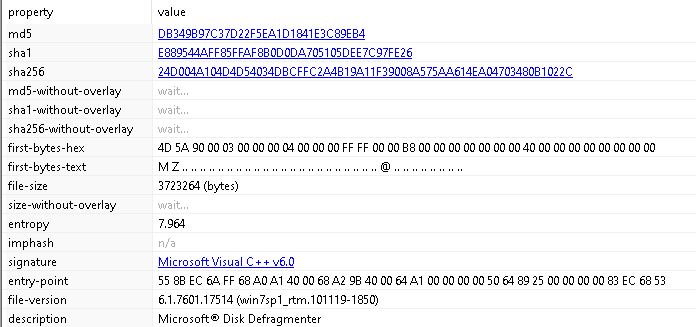 property value
md5 DB349B97C37D22F5EA1D1841E3C89EB4
sha1 E889544AFF85FFAF8B0D0DA705105DEE7C97FE26
sha256 24D004A104D4D54034DBCFFC2A4B19A11F39008A575AA614EA04703480B1022C
md5-without-overlay wait...
sha1-without-overlay wait...
sha256-without-overlay wait...
first-bytes-hex 4D 5A 90 00 03 00 00 00 04 00 00 00 FF FF 00 00 B8 00 00 00 00 00 00 00 40 00 00 00 00 00 00 00
first-bytes-text M Z .. .. .. .. .. .. .. .. .. .. .. .. .. .. .. .. .. .. .. .. .. .. @ .. .. .. .. .. .. ..
file-size 3723264 (bytes)
size-without-overlay wait...
entropy 7.964
imphash n/a
signature Microsoft Visual C++ v6.0
entry-point 55 8B EC 6A FF 68 A0 A1 40 00 68 A2 9B 40 00 64 A1 00 00 00 00 50 64 89 25 00 00 00 00 83 EC 68 53
file-version 6.1.7601.17514 (win7sp1_rtm.101119-1850)
description Microsoft® Disk Defragmenter